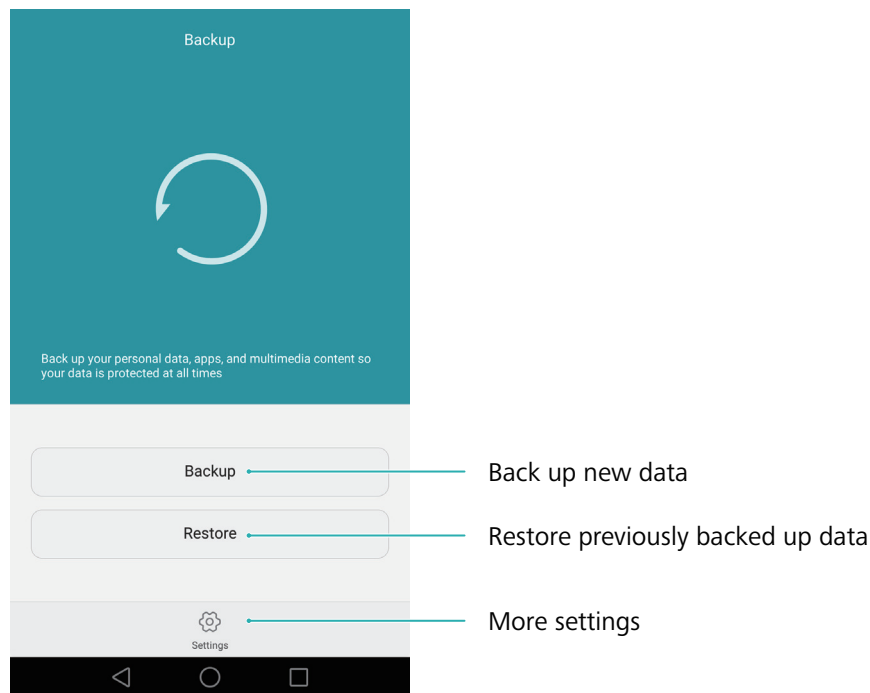 Backup
Back up your personal data, apps, and multimedia content so
your data is protected at all times
Backup
Back up new data
Restore
Restore previously backed up data
Settings
More settings